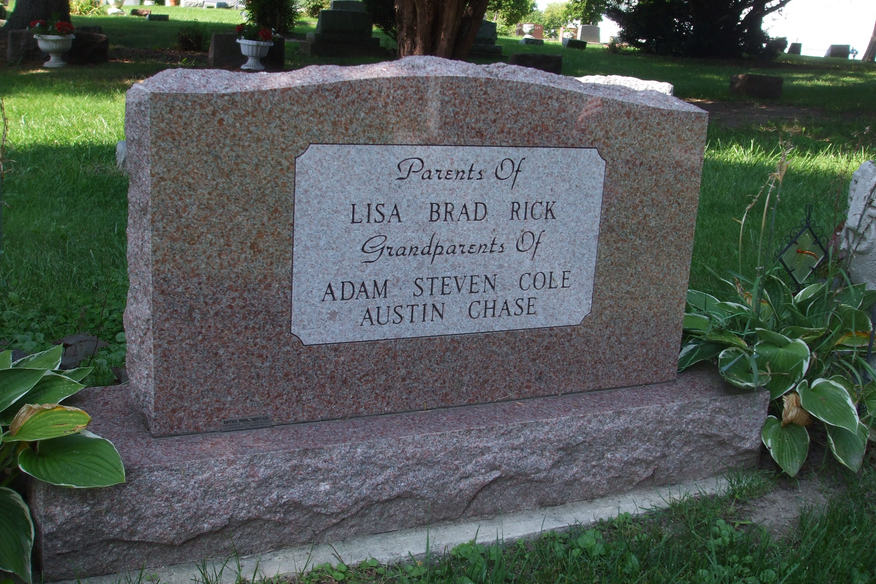 Parents Of
LISA BRAD RICK
Grandparents Of
ADAM STEVEN COLE
AUSTIN CHASE